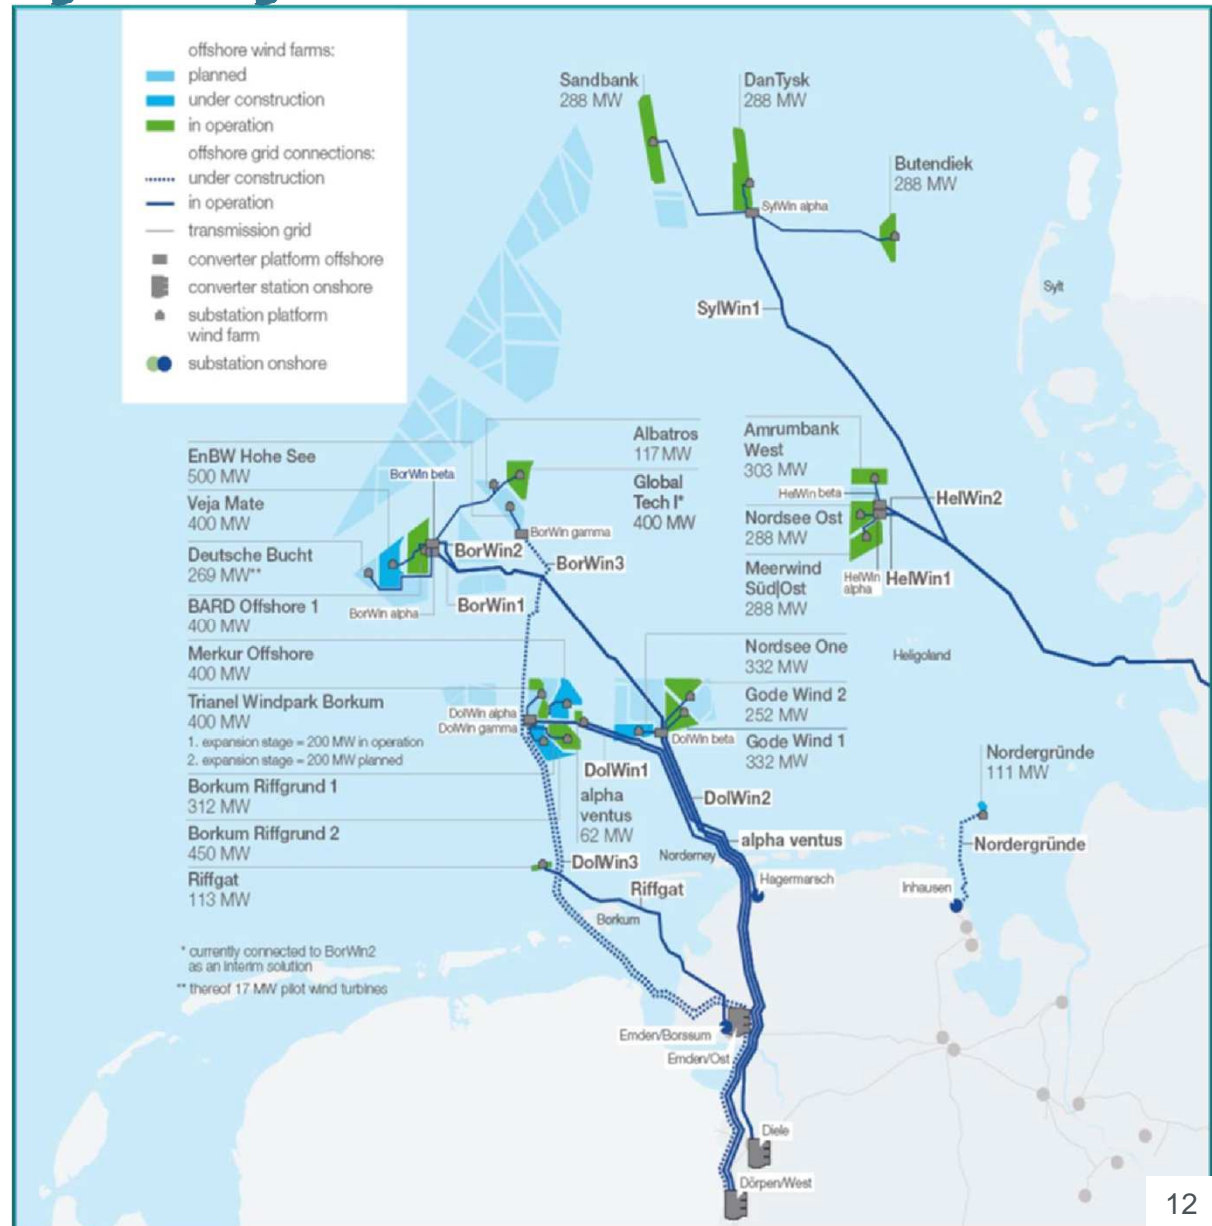 offshore wind farms:
planned
under construction
in operation
offshore grid connections:
under construction
in operation
transmission grid
converter platform offshore
converter station onshore
substation platform
wind farm
substation onshore
Sandbank
288 MW
DanTysk
288 MW
Butendiek
288 MW
SylWin alpha
SylWin1
Sylt
EnBW Hohe See
500 MW
Veja Mate
400 MW
Deutsche Bucht
269 MW**
BARD Offshore 1
400 MW
Merkur Offshore
400 MW
Trianel Windpark Borkum
400 MW
1. expansion stage = 200 MW in operation
2. expansion stage = 200 MW planned
Borkum Riffgrund 1
312 MW
Borkum Riffgrund 2
450 MW
Riffgat
113 MW
* currently connected to BorWin2
as an interim solution
** thereof 17 MW pilot wind turbines
BorWin beta
BorWin alpha
BorWin gamma
BorWin2
BorWin3
BorWin1
Albatros
117 MW
Global
Tech I*
400 MW
Amrumbank
West
303 MW
HelWin beta
Nordsee Ost
288 MW
Meerwind
Süd|Ost
288 MW
HelWin
alpha
HelWin2
HelWin1
Heligoland
Nordsee One
332 MW
Gode Wind 2
252 MW
Gode Wind 1
332 MW
DolWin alpha
DolWin gamma
DolWin beta
DolWin1
alpha
ventus
62 MW
DolWin2
alpha ventus
Norderney
Hagermarsch
DolWin3
Riffgat
Borkum
Nordergründe
111 MW
Nordergründe
Inhausen
Emden/Borssum
Emden/Ost
Diele
Dörpen/West
12